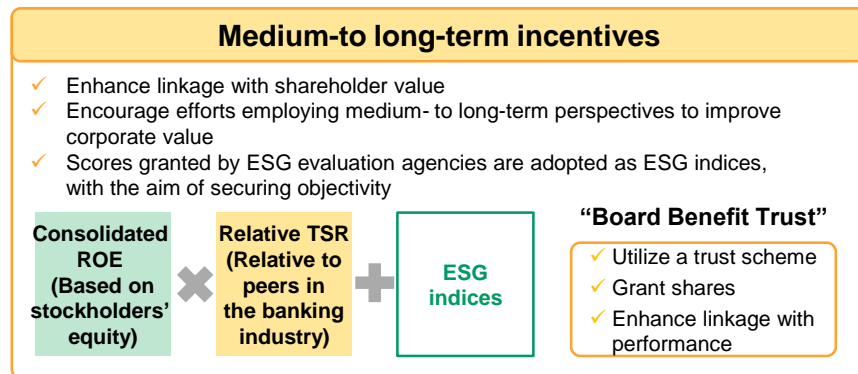 Medium-to long-term incentives
✓ Enhance linkage with shareholder value
✓ Encourage efforts employing medium- to long-term perspectives to improve
corporate value
✓ Scores granted by ESG evaluation agencies are adopted as ESG indices,
with the aim of securing objectivity
Consolidated
ROE
(Based on
stockholders’
equity)
×
Relative TSR
(Relative to
peers in
the banking
industry)
+
ESG
indices
“Board Benefit Trust”
✓ Utilize a trust scheme
✓ Grant shares
✓ Enhance linkage with
performance